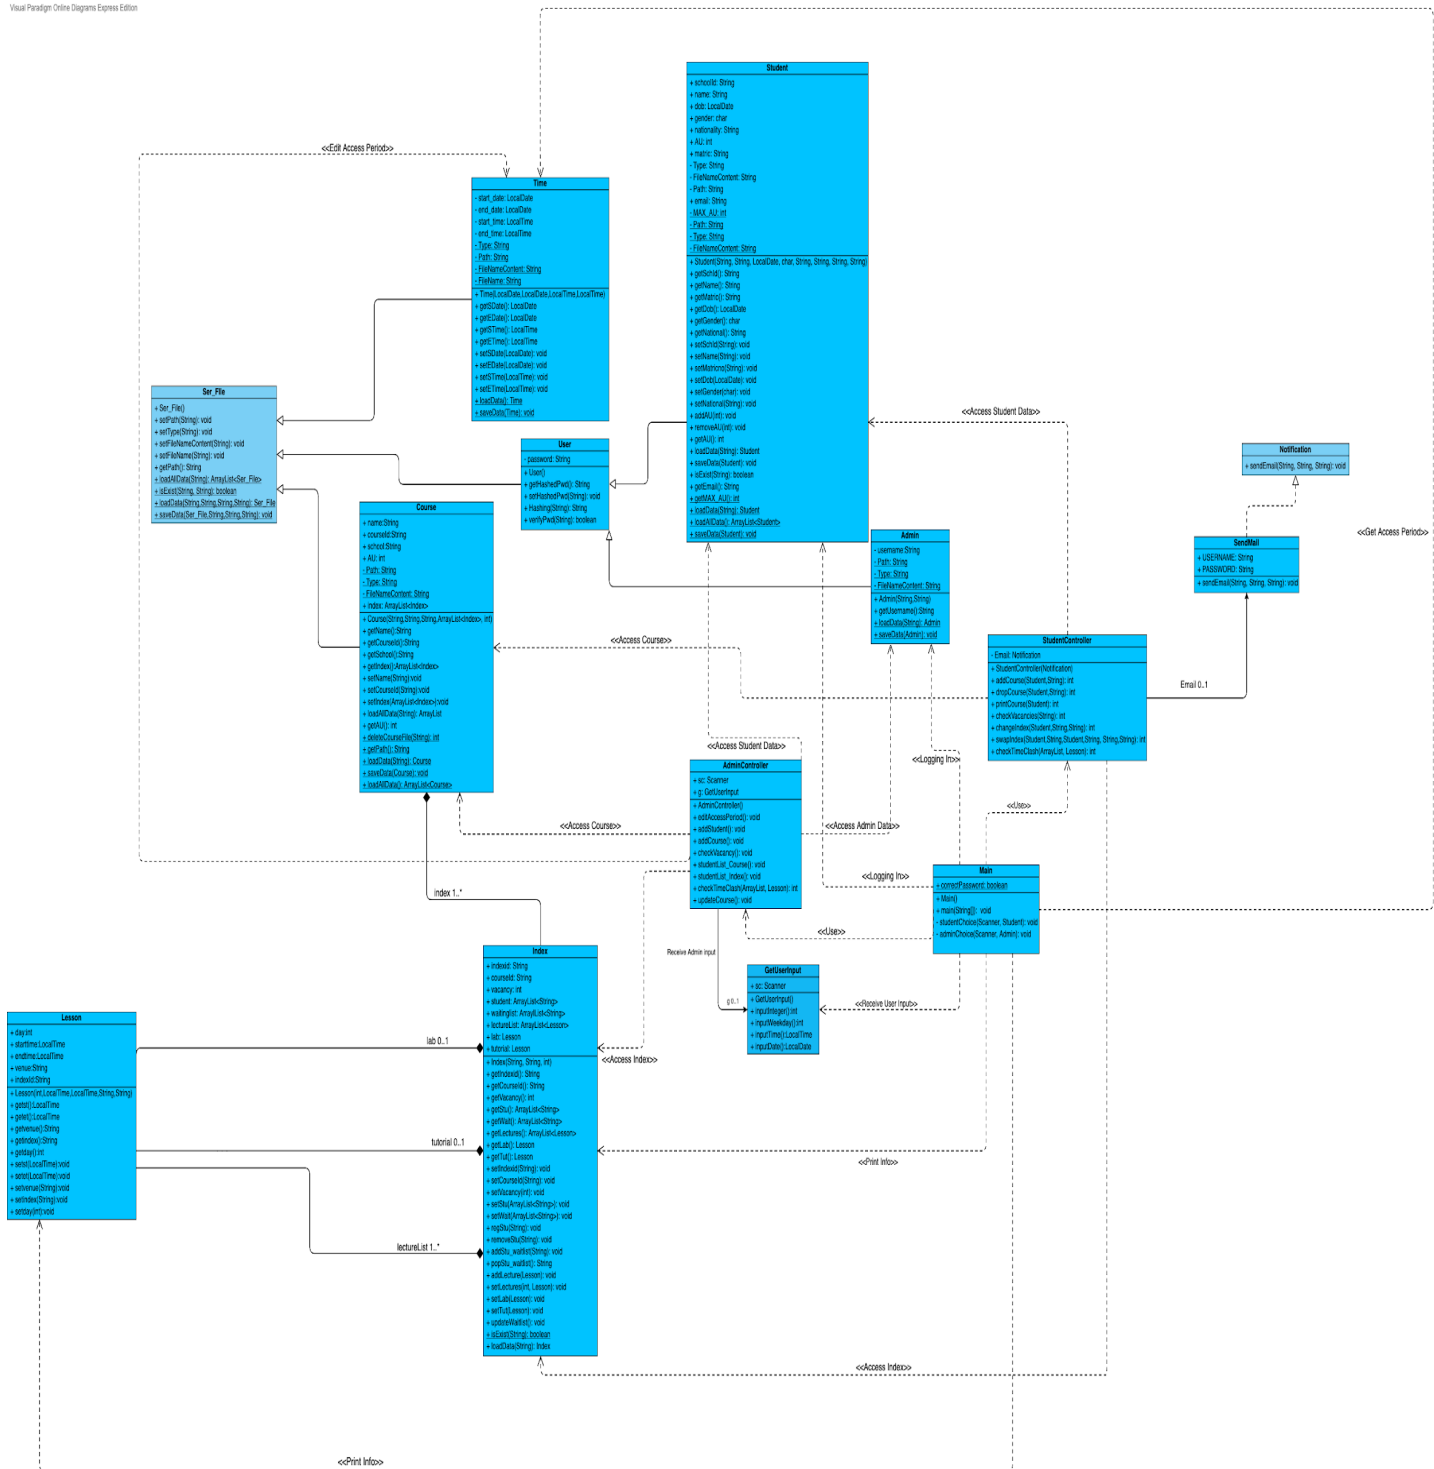 Visual Paradigm Online Diagrams Express Edition
Student
+ schoolId: String
+ name: String
+ dob: LocalDate
+ gender: char
+ nationality: String
+ AU: int
+ matric: String
- Type: String
- FileNameContent: String
- Path: String
+ email: String
- MAX_AU: int
- Path: String
- Type: String
- FileNameContent: String
+ Student(String, String, LocalDate, char, String, String, String, String)
+ getSchId(): String
+ getName(): String
+ getMatric(): String
+ getDob(): LocalDate
+ getGender(): char
+ getNational(): String
+ setSchId(String): void
+ setName(String): void
+ setMatricno(String): void
+ setDob(LocalDate): void
+ setGender(char): void
+ setNational(String): void
+ addAU(int): void
+ removeAU(int): void
+ getAU(): int
+ loadData(String): Student
+ saveData(Student): void
+ isExist(String): boolean
+ getEmail(): String
+ getMAX_AU(): int
+ loadData(String): Student
+ loadAllData(): ArrayList<Student>
+ saveData(Student): void
<<Edit Access Period>>
Time
- start_date: LocalDate
- end_date: LocalDate
- start_time: LocalTime
- end_time: LocalTime
- Type: String
- Path: String
- FileNameContent: String
- FileName: String
+ Time(LocalDate,LocalDate,LocalTime,LocalTime)
+ getSDate(): LocalDate
+ getEDate(): LocalDate
+ getSTime(): LocalTime
+ getETime(): LocalTime
+ setSDate(LocalDate): void
+ setEDate(LocalDate): void
+ setSTime(LocalTime): void
+ setETime(LocalTime): void
+ loadData(): Time
+ saveData(Time): void
Ser_File
+ Ser_File()
+ setPath(String): void
+ setType(String): void
+ setFileNameContent(String): void
+ setFileName(String): void
+ getPath(): String
+ loadAllData(String): ArrayList<Ser_File>
+ isExist(String, String): boolean
+ loadData(String,String,String,String): Ser_File
+ saveData(Ser_File,String,String,String): void
User
- password: String
+ User()
+ getHashedPwd(): String
+ setHashedPwd(String): void
+ Hashing(String): String
+ verifyPwd(String): boolean
<<Access Student Data>>
Notification
+ sendEmail(String, String, String): void
<<Get Access Period>>
Course
+ name:String
+ courseId:String
+ school:String
+ AU: int
- Path: String
- Type: String
- FileNameContent: String
+ index: ArrayList<Index>
+ Course(String,String,String,ArrayList<Index>, int)
+ getName():String
+ getCourseId():String
+ getSchool():String
+ getIndex():ArrayList<Index>
+ setName(String):void
+ setCourseId(String):void
+ setIndex(ArrayList<Index>):void
+ loadAllData(String): ArrayList
+ getAU(): int
+ deleteCourseFile(String): int
+ getPath(): String
+ loadData(String): Course
+ saveData(Course): void
+ loadAllData(): ArrayList<Course>
Admin
- username:String
- Path: String
- Type: String
- FileNameContent: String
+ Admin(String,String)
+ getUsername():String
+ loadData(String): Admin
+ saveData(Admin): void
SendMail
+ USERNAME: String
+ PASSWORD: String
+ sendEmail(String, String, String): void
<<Access Course>>
StudentController
- Email: Notification
+ StudentController(Notification)
+ addCourse(Student,String): int
+ dropCourse(Student,String): int
+ printCourse(Student): int
+ checkVacancies(String): int
+ changeIndex(Student,String,String): int
+ swapIndex(Student,String,Student,String, String,String): int
+ checkTimeClash(ArrayList, Lesson): int
Email 0..1
<<Access Student Data>>
<<Logging In>>
AdminController
+ sc: Scanner
+ g: GetUserInput
+ AdminController()
+ editAccessPeriod(): void
+ addStudent(): void
+ addCourse(): void
+ checkVacancy(): void
+ studentList_Course(): void
+ studentList_Index(): void
+ checkTimeClash(ArrayList, Lesson): int
+ updateCourse(): void
<<Use>>
<<Access Course>>
<<Access Admin Data>>
<<Logging In>>
Main
+ correctPassword: boolean
+ Main()
+ main(String[]): void
- studentChoice(Scanner, Student): void
- adminChoice(Scanner, Admin): void
index 1..*
<<Use>>
Receive Admin Input
g 0..1
GetUserInput
+ sc: Scanner
+ GetUserInput()
+ inputInteger():int
+ inputWeekday():int
+ inputTime():LocalTime
+ inputDate():LocalDate
<<Receive User Input>>
Index
+ indexid: String
+ courseId: String
+ vacancy: int
+ student: ArrayList<String>
+ waitinglist: ArrayList<String>
+ lectureList: ArrayList<Lesson>
+ lab: Lesson
+ tutorial: Lesson
+ Index(String, String, int)
+ getIndexid(): String
+ getCourseId(): String
+ getVacancy(): int
+ getStu(): ArrayList<String>
+ getWait(): ArrayList<String>
+ getLectures(): ArrayList<Lesson>
+ getLab(): Lesson
+ getTut(): Lesson
+ setIndexid(String): void
+ setCourseId(String): void
+ setVacancy(int): void
+ setStu(ArrayList<String>): void
+ setWait(ArrayList<String>): void
+ regStu(String): void
+ removeStu(String): void
+ addStu_waitlist(String): void
+ popStu_waitlist(): String
+ addLecture(Lesson): void
+ setLectures(int, Lesson): void
+ setLab(Lesson): void
+ setTut(Lesson): void
+ updateWaitlist(): void
+ isExist(String): boolean
+ loadData(String): Index
Lesson
+ day:int
+ starttime:LocalTime
+ endtime:LocalTime
+ venue:String
+ indexId:String
+ Lesson(int,LocalTime,LocalTime,String,String)
+ getst():LocalTime
+ getet():LocalTime
+ getvenue():String
+ getindex():String
+ getday():int
+ setst(LocalTime):void
+ setet(LocalTime):void
+ setvenue(String):void
+ setindex(String):void
+ setday(int):void
lab 0..1
<<Access Index>>
tutorial 0..1
<<Print Info>>
lectureList 1..*
<<Access Index>>
<<Print Info>>